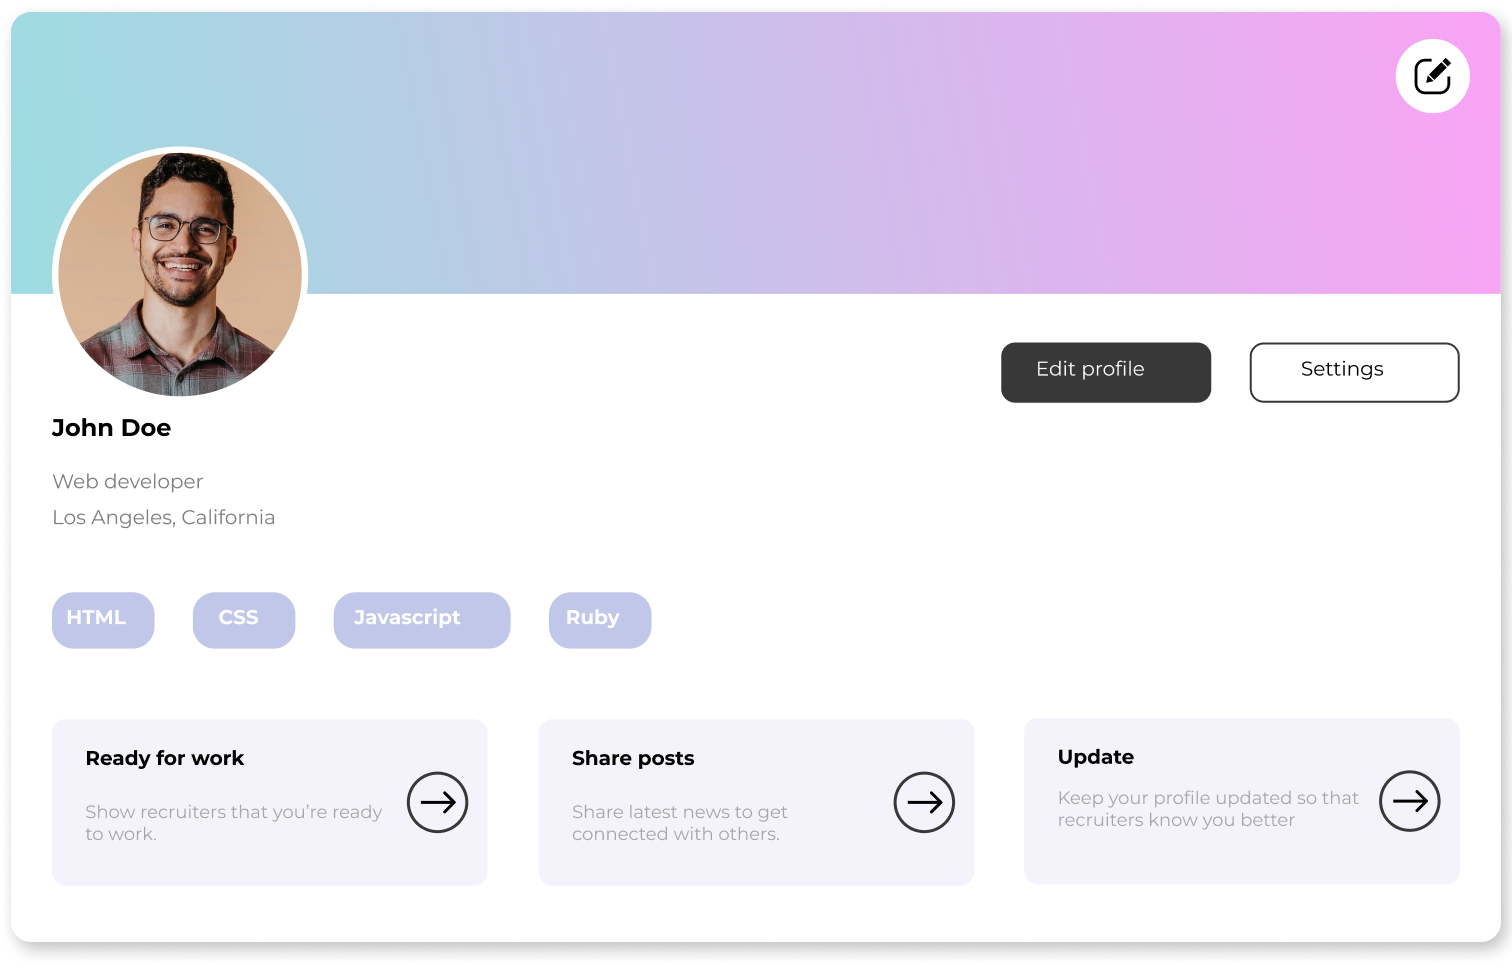 Edit profile
Settings
John Doe
Web developer
Los Angeles, California
HTML
CSS
Javascript
Ruby
Ready for work
Show recruiters that you’re ready
to work.
Share posts
Share latest news to get
connected with others.
Update
Keep your profile updated so that
recruiters know you better